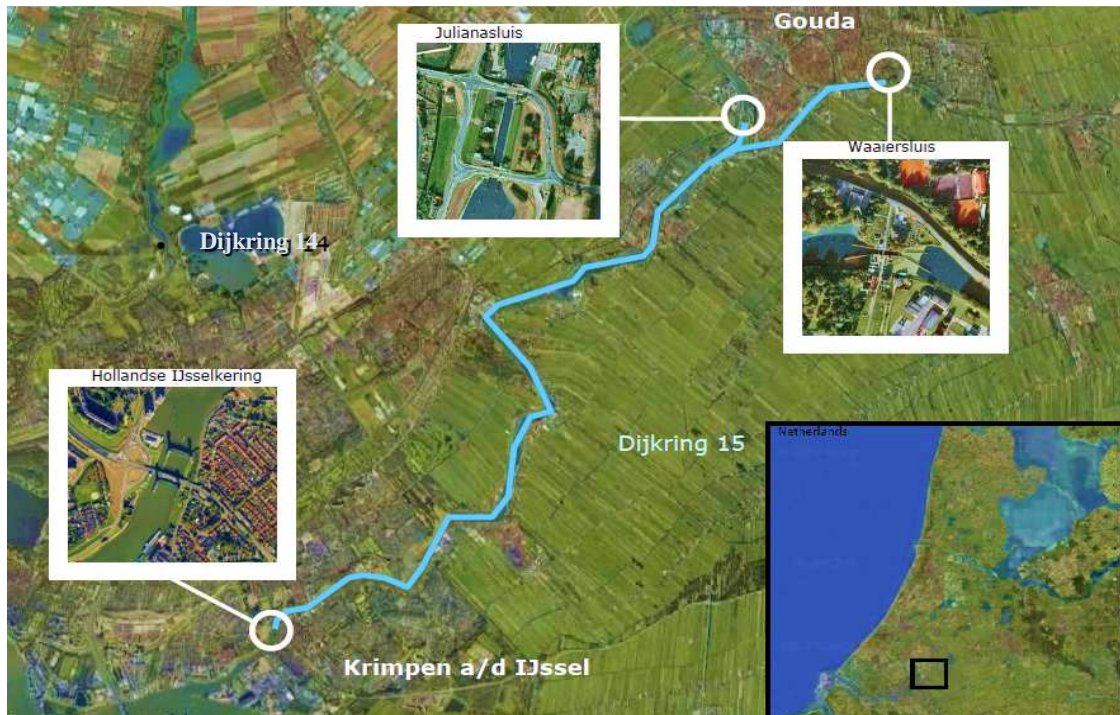 Gouda
Julianasluis
Waaiersluis
Dijkring 14
Hollandse IJsselkering
Dijkring 15
Netherlands
Krimpen a/d IJssel